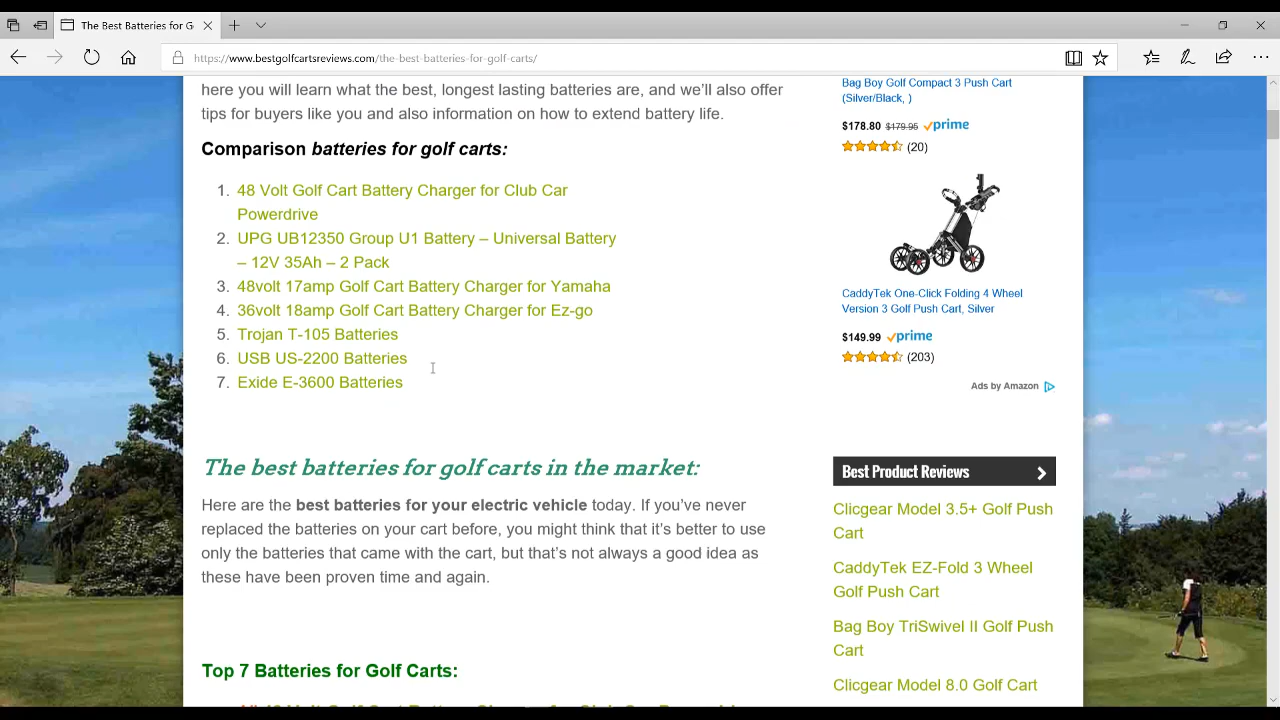 The Best Batteries for G
https://www.bestgolfcartsreviews.com/the-best-batteries-for-golf-carts/
here you will learn what the best, longest lasting batteries are, and we'll also offer
tips for buyers like you and also information on how to extend battery life.
Comparison batteries for golf carts:
1. 48 Volt Golf Cart Battery Charger for Club Car
Powerdrive
2. UPG UB12350 Group U1 Battery – Universal Battery
– 12V 35Ah – 2 Pack
3. 48volt 17amp Golf Cart Battery Charger for Yamaha
4. 36volt 18amp Golf Cart Battery Charger for Ez-go
5. Trojan T-105 Batteries
6. USB US-2200 Batteries
7. Exide E-3600 Batteries
The best batteries for golf carts in the market:
Here are the best batteries for your electric vehicle today. If you've never
replaced the batteries on your cart before, you might think that it's better to use
only the batteries that came with the cart, but that's not always a good idea as
these have been proven time and again.
Top 7 Batteries for Golf Carts:
Bag Boy Golf Compact 3 Push Cart
(Silver/Black, )
$178.80 $179.95 prime
(20)
CaddyTek One-Click Folding 4 Wheel
Version 3 Golf Push Cart, Silver
$149.99 prime
(203)
Ads by Amazon
Best Product Reviews
Clicgear Model 3.5+ Golf Push
Cart
CaddyTek EZ-Fold 3 Wheel
Golf Push Cart
Bag Boy TriSwivel II Golf Push
Cart
Clicgear Model 8.0 Golf Cart